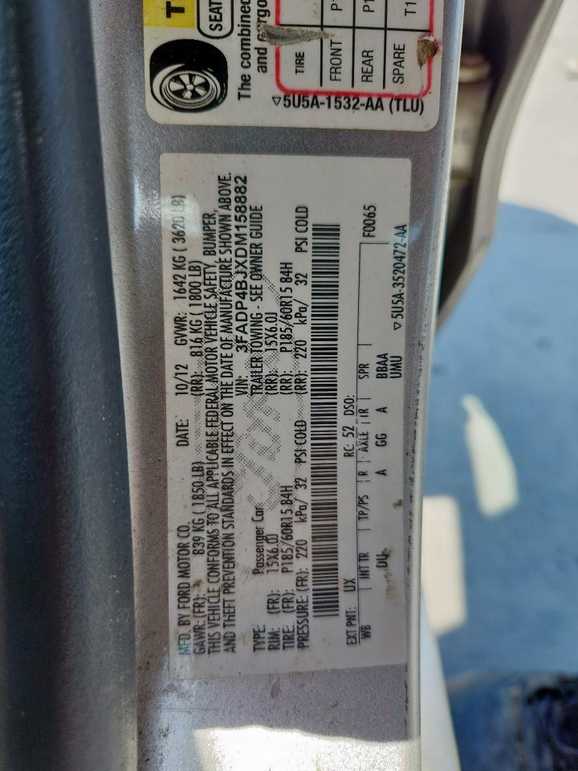 T
SEAT
The combined
and cargo
TIRE
FRONT P1
REAR P1
SPARE T1
▽5U5A-1532-AA (TLU)
MFD. BY FORD MOTOR CO.
DATE: 10/12 GVWR: 1642 KG ( 3620 LB)
GAWR: (FR): 839 KG ( 1850 LB) (RR): 816 KG ( 1800 LB)
THIS VEHICLE CONFORMS TO ALL APPLICABLE FEDERAL MOTOR VEHICLE SAFETY, BUMPER,
AND THEFT PREVENTION STANDARDS IN EFFECT ON THE DATE OF MANUFACTURE SHOWN ABOVE.
VIN: 3FADP4BJXDM158882
TYPE: Passenger Car TRAILER TOWING - SEE OWNER GUIDE
RIM: (FR): 15X6.0J (RR): 15X6.0J
TIRE: (FR): P185/60R15 84H (RR): P185/60R15 84H
PRESSURE: (FR): 220 kPa/ 32 PSI COLD (RR): 220 kPa/ 32 PSI COLD
F0065
EXT PNT: UX RC: 52 DSO:
WB INT TR TP/PS R AXLE TR SPR
A GG A BBAA
UMU
▽5U5A-3520472-AA